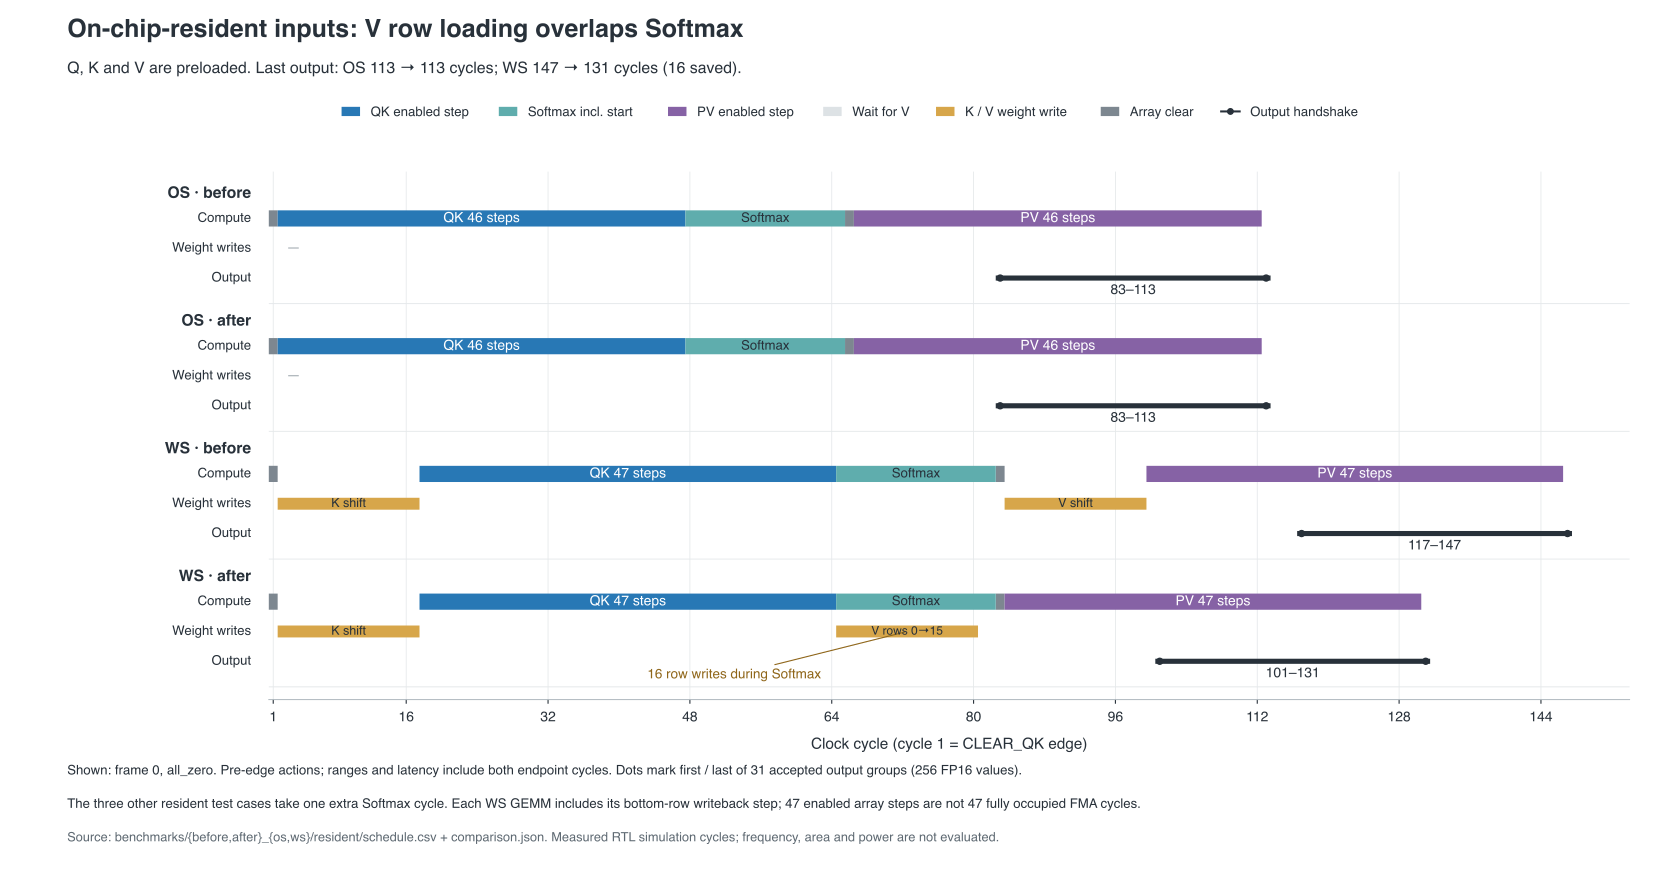 On-chip-resident inputs: V row loading overlaps Softmax
Q, K and V are preloaded. Last output: OS 113 → 113 cycles; WS 147 → 131 cycles (16 saved).
QK enabled step Softmax incl. start PV enabled step Wait for V K / V weight write Array clear Output handshake
OS · before
Compute QK 46 steps Softmax PV 46 steps
Weight writes —
Output
83–113
OS · after
Compute QK 46 steps Softmax PV 46 steps
Weight writes —
Output
83–113
WS · before
Compute QK 47 steps Softmax PV 47 steps
Weight writes K shift V shift
Output
117–147
WS · after
Compute QK 47 steps Softmax PV 47 steps
Weight writes K shift V rows 0→15
Output
16 row writes during Softmax 101–131
1 16 32 48 64 80 96 112 128 144
Clock cycle (cycle 1 = CLEAR_QK edge)
Shown: frame 0, all_zero. Pre-edge actions; ranges and latency include both endpoint cycles. Dots mark first / last of 31 accepted output groups (256 FP16 values).
The three other resident test cases take one extra Softmax cycle. Each WS GEMM includes its bottom-row writeback step; 47 enabled array steps are not 47 fully occupied FMA cycles.
Source: benchmarks/{before,after}_{os,ws}/resident/schedule.csv + comparison.json. Measured RTL simulation cycles; frequency, area and power are not evaluated.